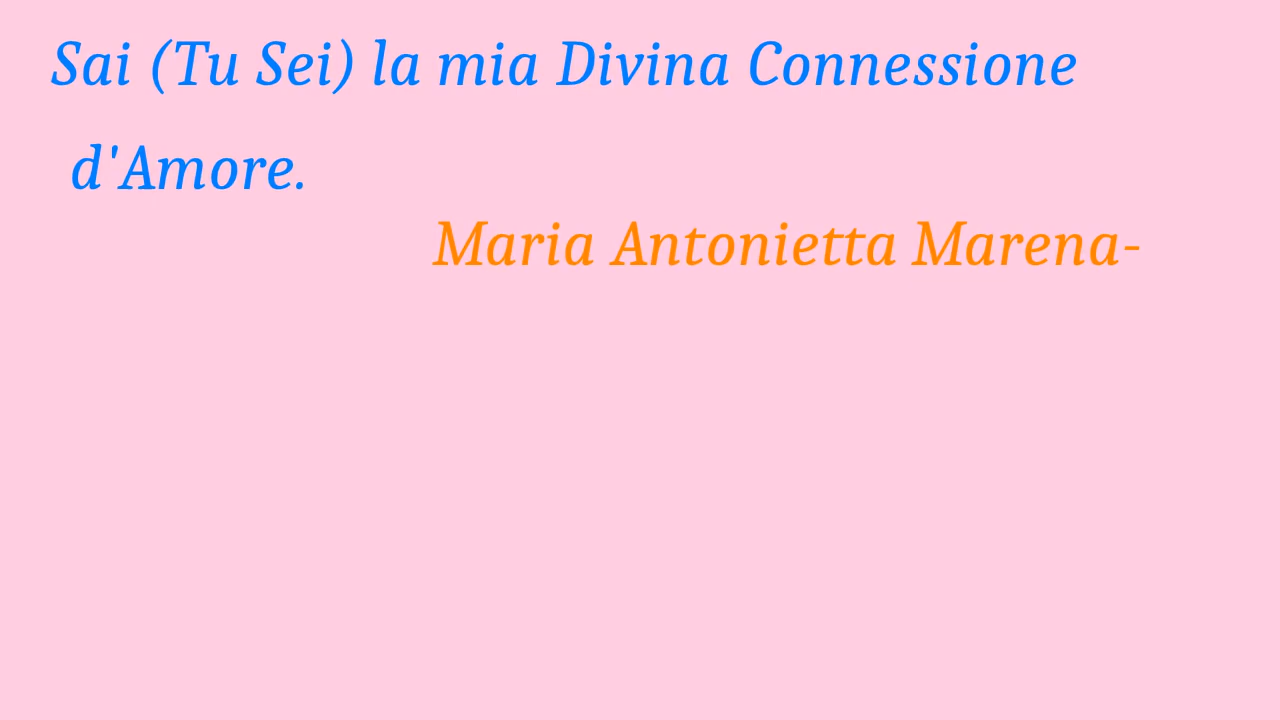 Sai (Tu Sei) la mia Divina Connessione
d'Amore.
Maria Antonietta Marena-